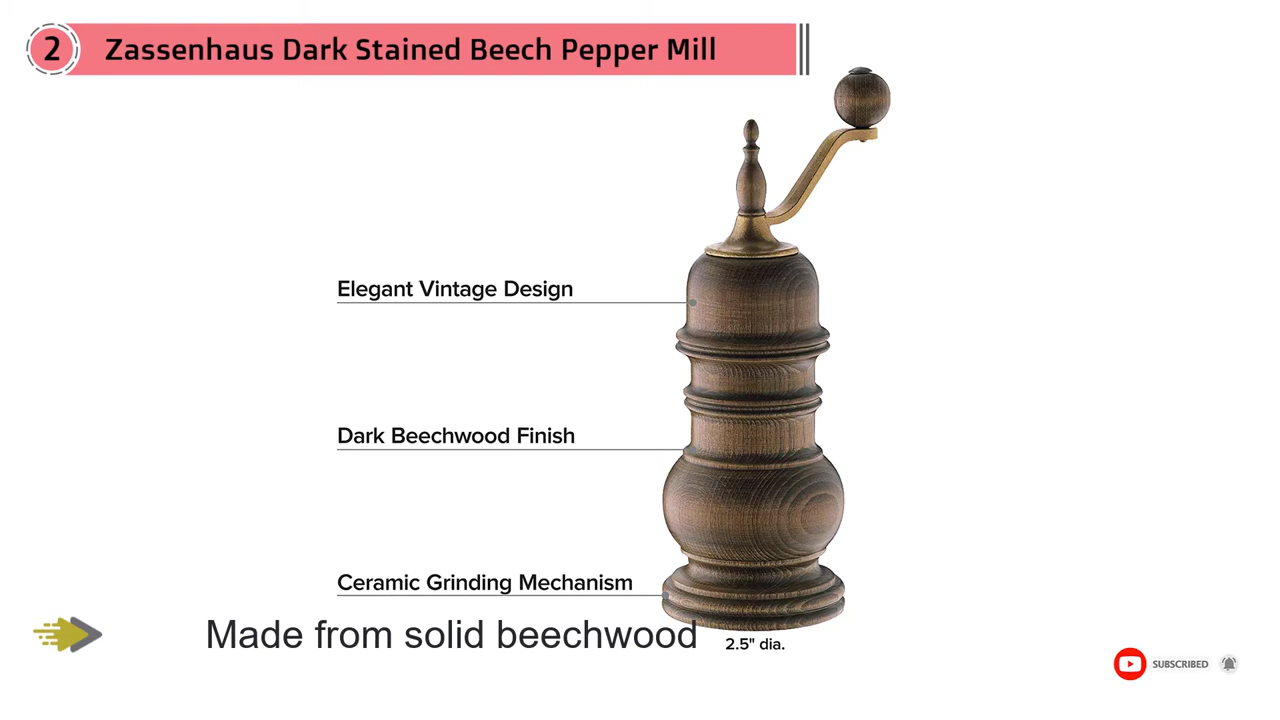 2 Zassenhaus Dark Stained Beech Pepper Mill
Elegant Vintage Design
Dark Beechwood Finish
Ceramic Grinding Mechanism
Made from solid beechwood
2.5" dia.
SUBSCRIBED